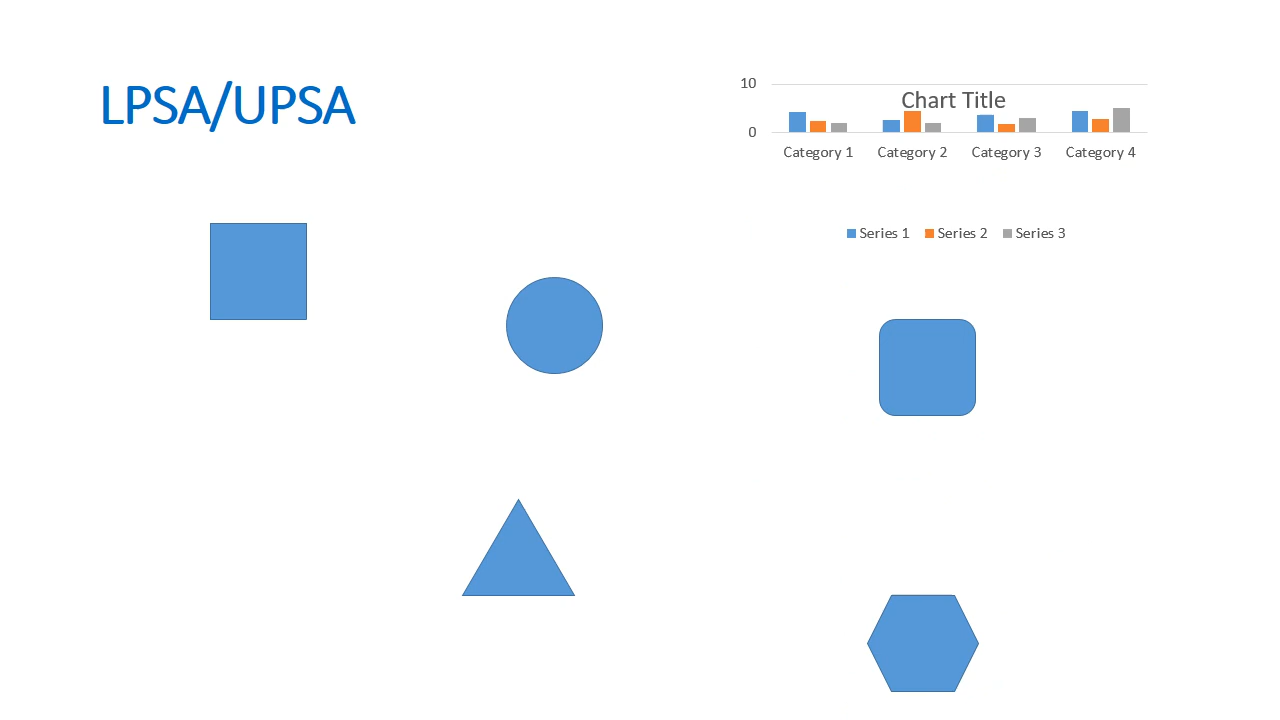 LPSA/UPSA
10
Chart Title
0
Category 1 Category 2 Category 3 Category 4
Series 1 Series 2 Series 3